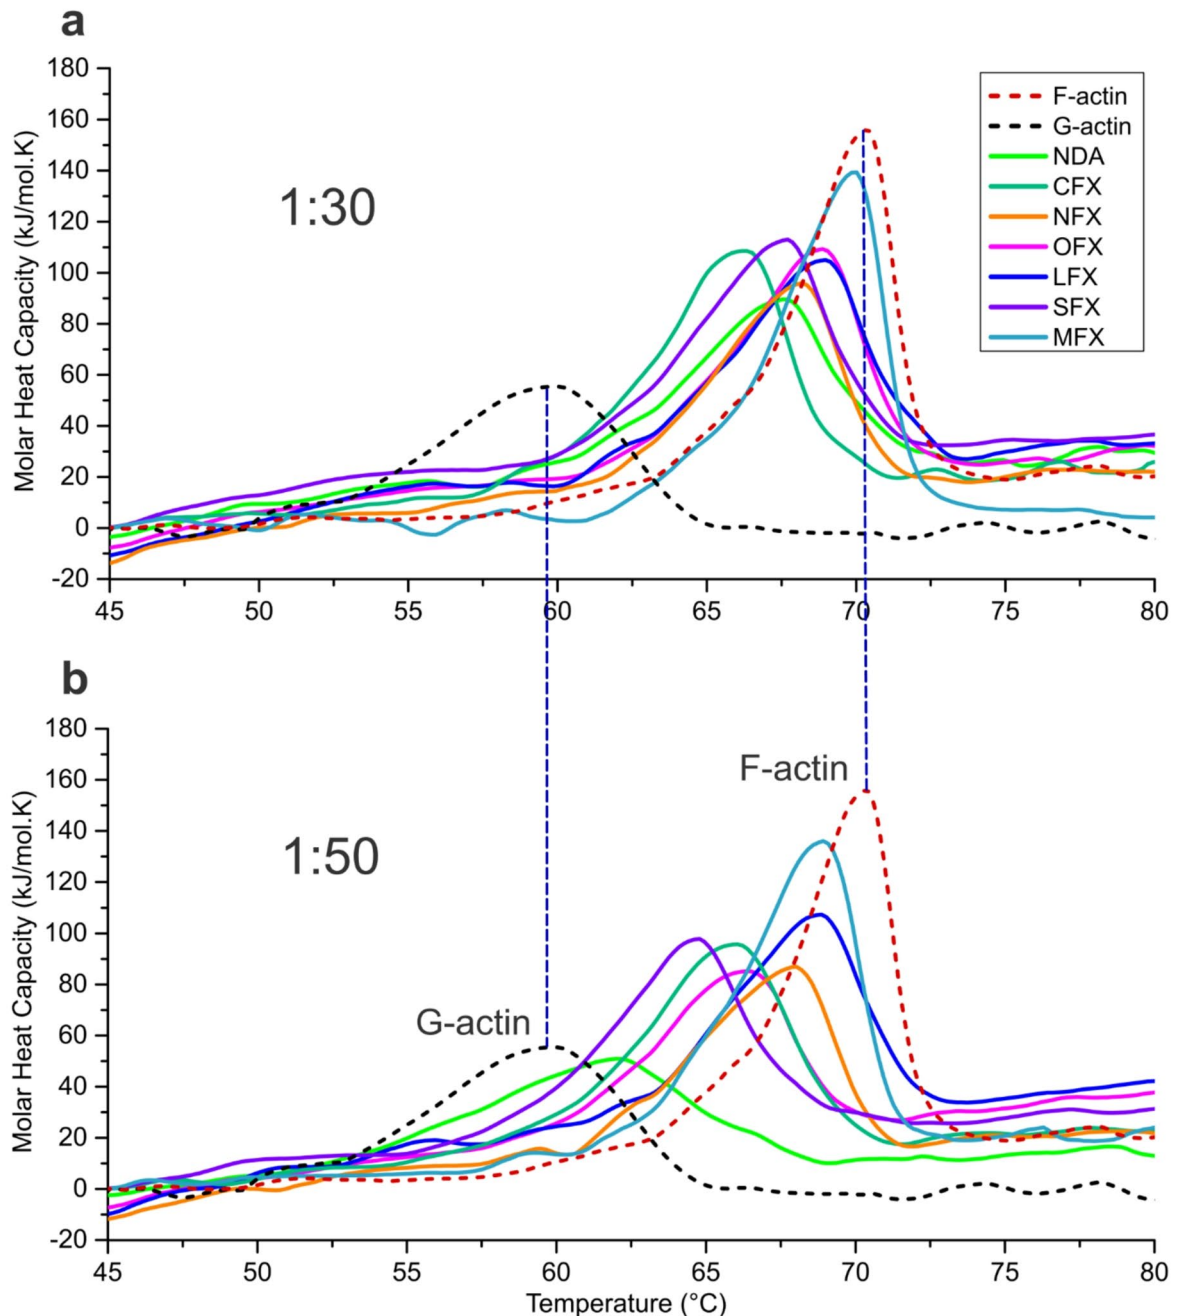 a
180
160
140
120
100
80
60
40
20
0
-20
Molar Heat Capacity (kJ/mol.K)
1:30
F-actin
G-actin
NDA
CFX
NFX
OFX
LFX
SFX
MFX
45 50 55 60 65 70 75 80
b
180
160
140
120
100
80
60
40
20
0
-20
Molar Heat Capacity (kJ/mol.K)
1:50
F-actin
G-actin
45 50 55 60 65 70 75 80
Temperature (°C)